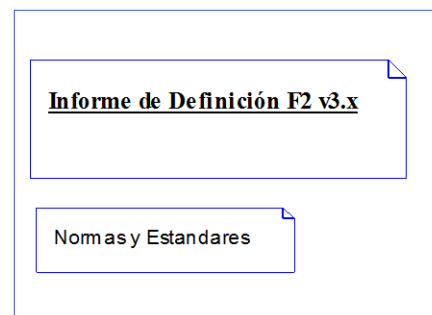 Informe de Definición F2 v3.x
Normas y Estandares